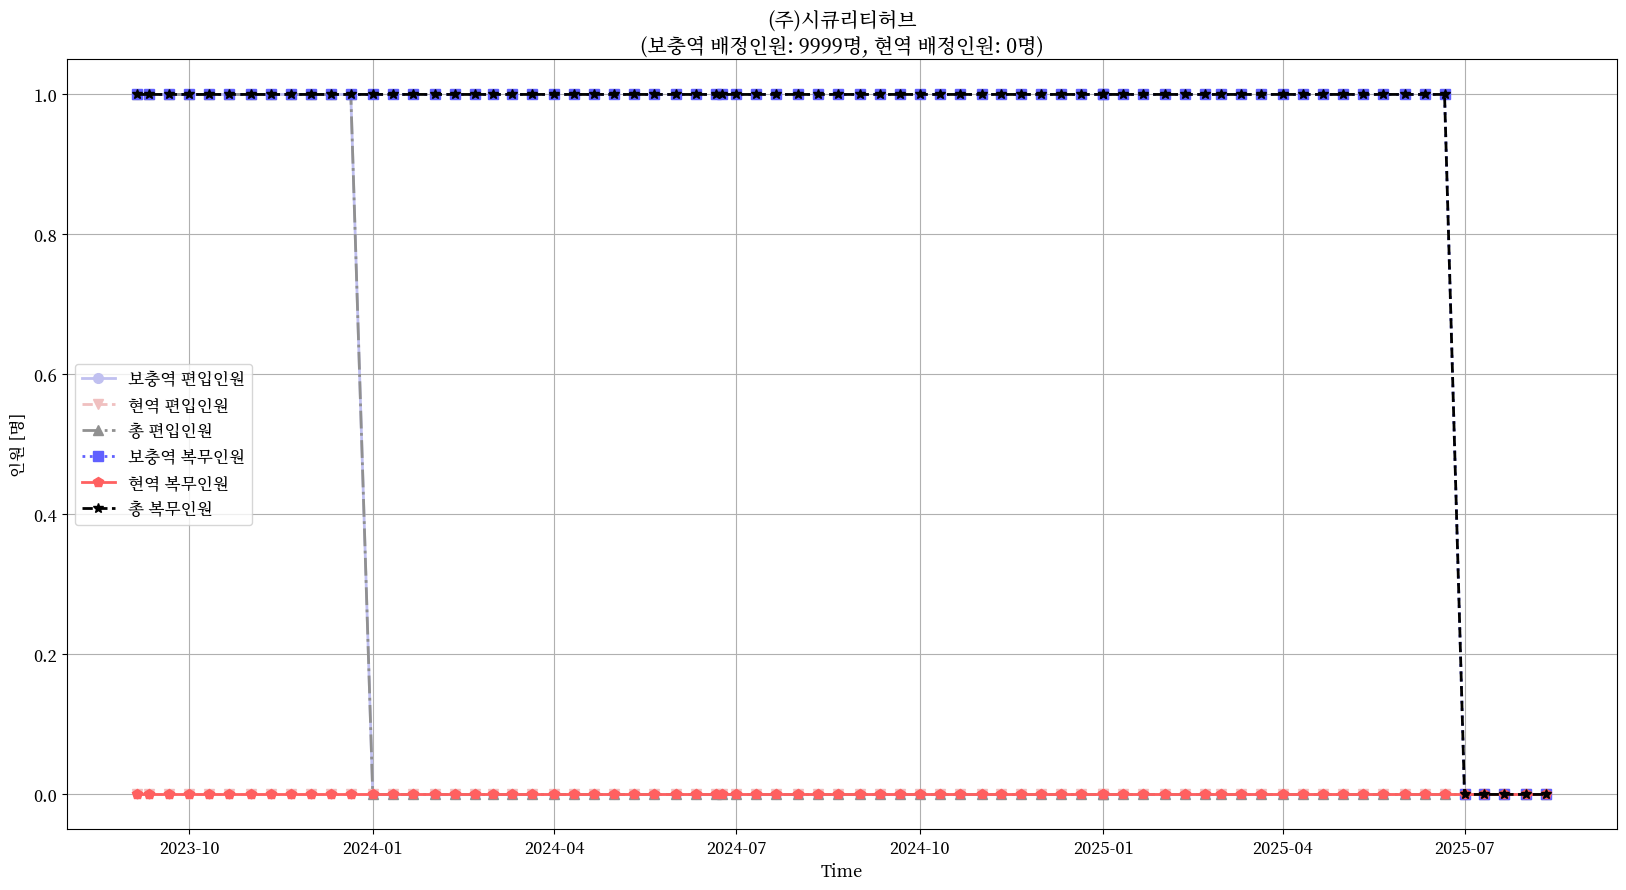 (주)시큐리티허브
(보충역 배정인원: 9999명, 현역 배정인원: 0명)
1.0
0.8
0.6
0.4
0.2
0.0
인원 [명]
보충역 편입인원
현역 편입인원
총 편입인원
보충역 복무인원
현역 복무인원
총 복무인원
2023-10
2024-01
2024-04
2024-07
2024-10
2025-01
2025-04
2025-07
Time